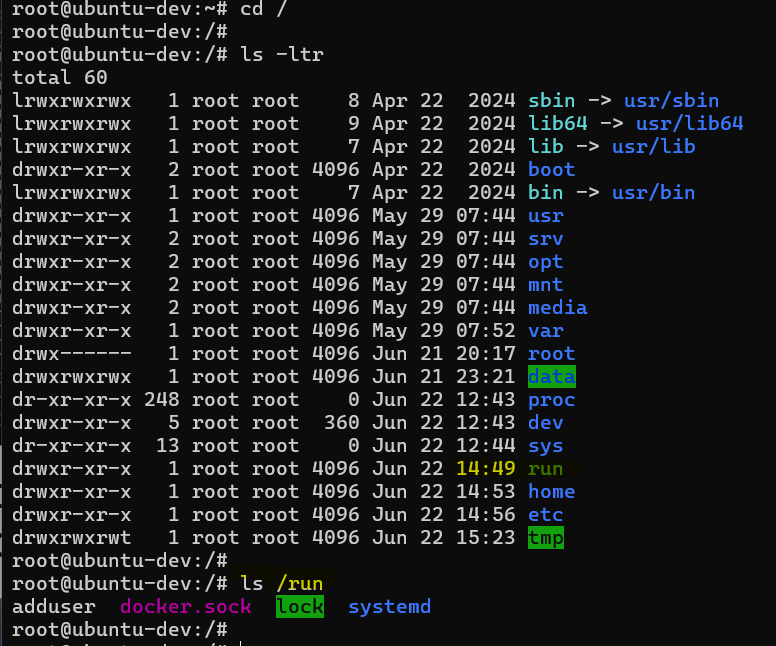 root@ubuntu-dev:~# cd /
root@ubuntu-dev:/#
root@ubuntu-dev:/# ls -ltr
total 60
lrwxrwxrwx   1 root root    8 Apr 22  2024 sbin -> usr/sbin
lrwxrwxrwx   1 root root    9 Apr 22  2024 lib64 -> usr/lib64
lrwxrwxrwx   1 root root    7 Apr 22  2024 lib -> usr/lib
drwxr-xr-x   2 root root 4096 Apr 22  2024 boot
lrwxrwxrwx   1 root root    7 Apr 22  2024 bin -> usr/bin
drwxr-xr-x   1 root root 4096 May 29 07:44 usr
drwxr-xr-x   2 root root 4096 May 29 07:44 srv
drwxr-xr-x   2 root root 4096 May 29 07:44 opt
drwxr-xr-x   2 root root 4096 May 29 07:44 mnt
drwxr-xr-x   2 root root 4096 May 29 07:44 media
drwxr-xr-x   1 root root 4096 May 29 07:52 var
drwx------   1 root root 4096 Jun 21 20:17 root
drwxrwxrwx   1 root root 4096 Jun 21 23:21 data
dr-xr-xr-x 248 root root    0 Jun 22 12:43 proc
drwxr-xr-x   5 root root  360 Jun 22 12:43 dev
dr-xr-xr-x  13 root root    0 Jun 22 12:44 sys
drwxr-xr-x   1 root root 4096 Jun 22 14:49 run
drwxr-xr-x   1 root root 4096 Jun 22 14:53 home
drwxr-xr-x   1 root root 4096 Jun 22 14:56 etc
drwxrwxrwt   1 root root 4096 Jun 22 15:23 tmp
root@ubuntu-dev:/#
root@ubuntu-dev:/# ls /run
adduser  docker.sock  lock  systemd
root@ubuntu-dev:/#
root@ubuntu-dev:/#